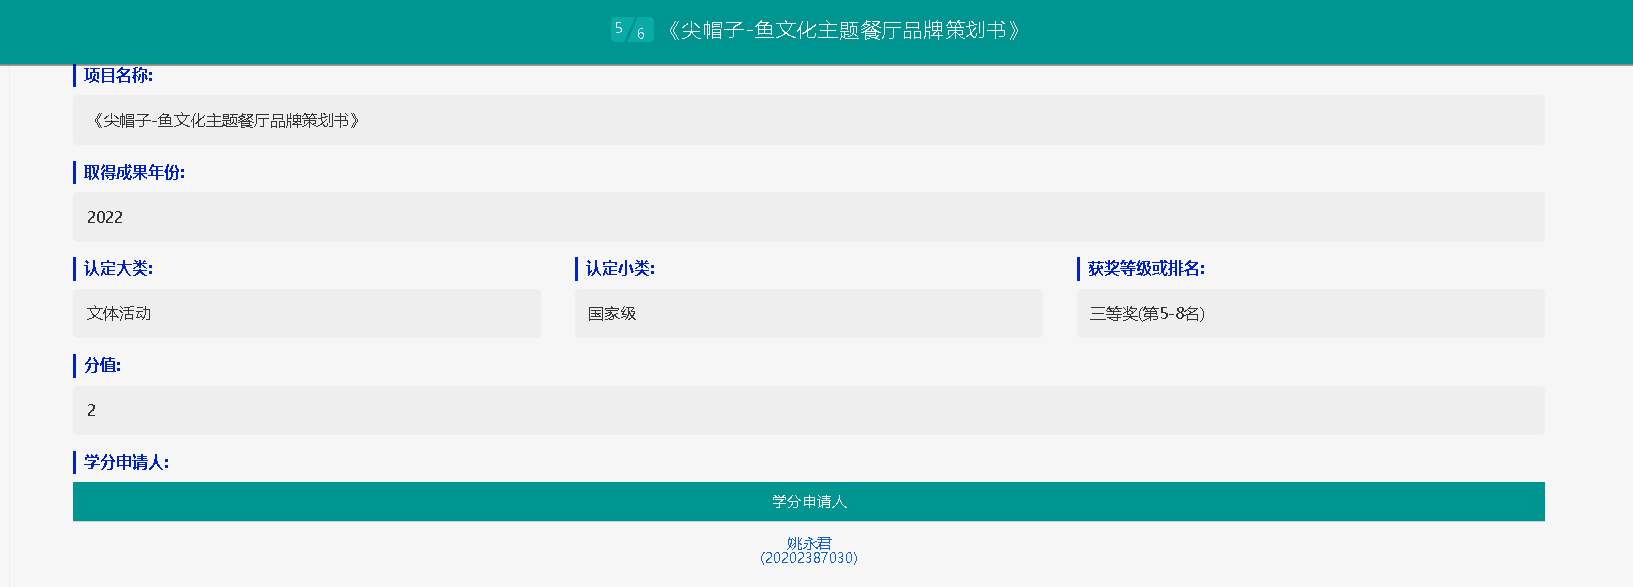 5/6 《尖帽子-鱼文化主题餐厅品牌策划书》
项目名称:
《尖帽子-鱼文化主题餐厅品牌策划书》
取得成果年份:
2022
认定大类: 认定小类: 获奖等级或排名:
文体活动 国家级 三等奖(第5-8名)
分值:
2
学分申请人:
学分申请人
姚永君
(20202387030)